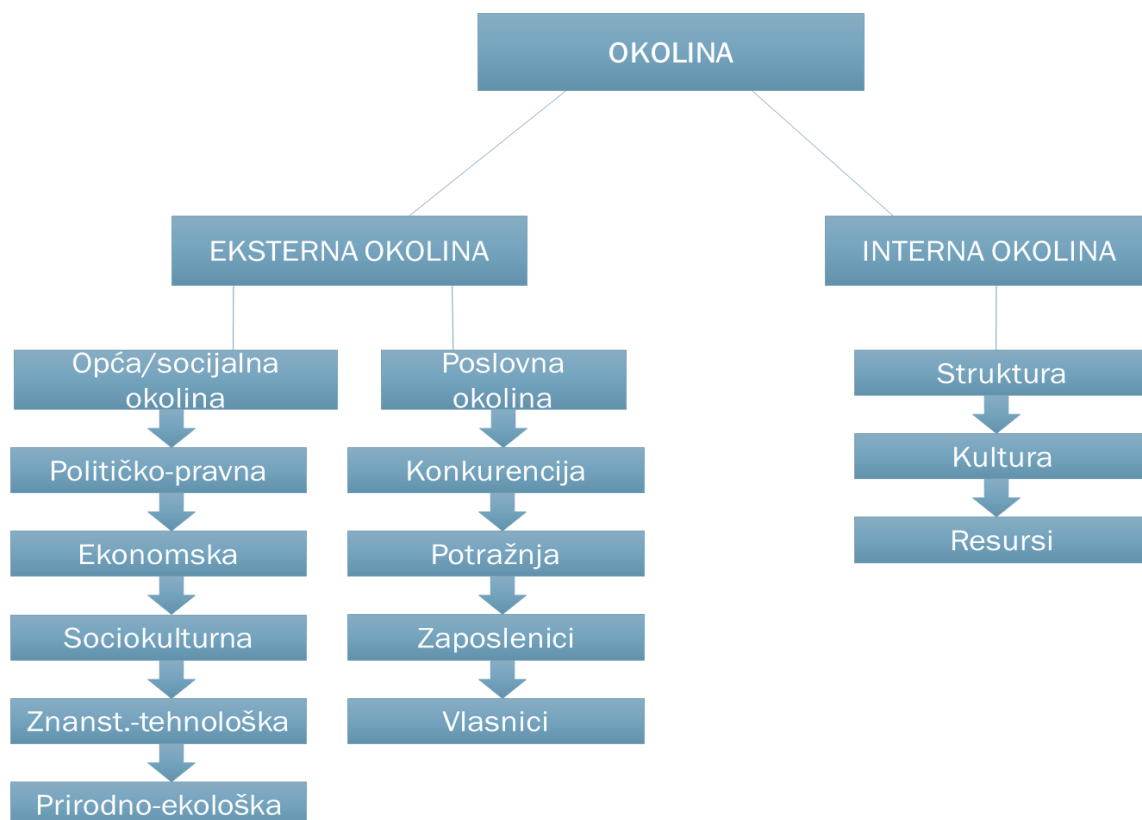 OKOLINA
EKSTERNA OKOLINA
INTERNA OKOLINA
Opća/socijalna
okolina
Političko-pravna
Ekonomska
Sociokulturna
Znanst.-tehnološka
Prirodno-ekološka
Poslovna
okolina
Konkurencija
Potražnja
Zaposlenici
Vlasnici
Struktura
Kultura
Resursi